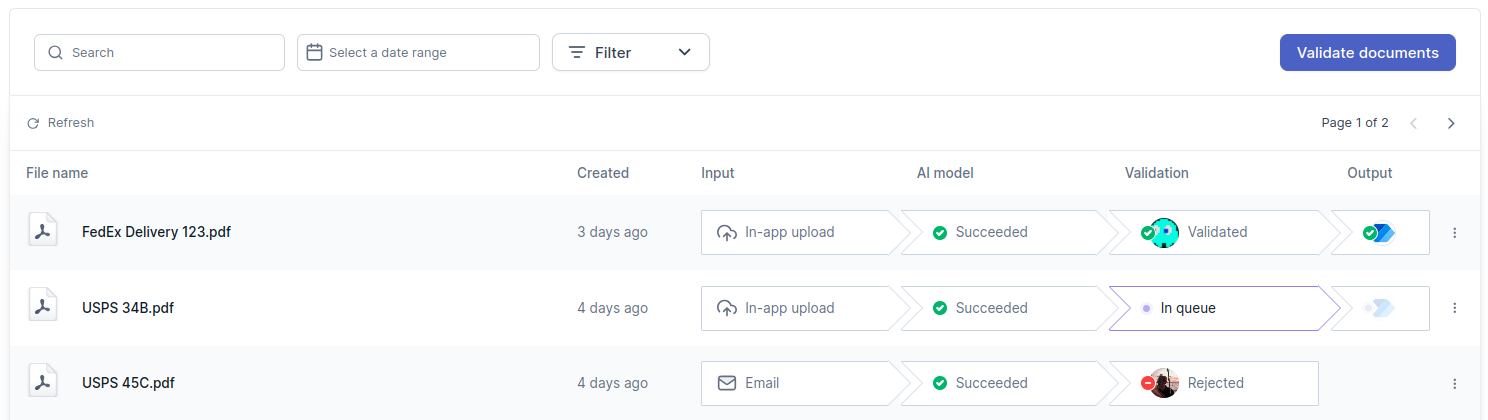 Search Select a date range Filter Validate documents
Refresh Page 1 of 2
File name Created Input AI model Validation Output
FedEx Delivery 123.pdf 3 days ago In-app upload Succeeded Validated
USPS 34B.pdf 4 days ago In-app upload Succeeded In queue
USPS 45C.pdf 4 days ago Email Succeeded Rejected